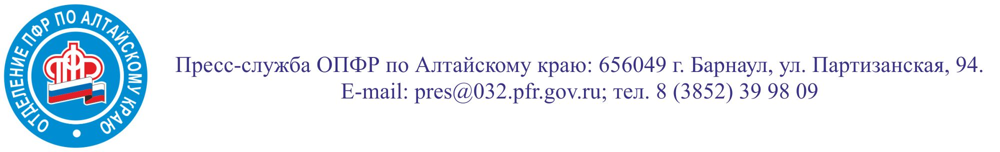 ОТДЕЛЕНИЕ ПФР ПО АЛТАЙСКОМУ КРАЮ
ПФР
Пресс-служба ОПФР по Алтайскому краю: 656049 г. Барнаул, ул. Партизанская, 94.
E-mail: pres@032.pfr.gov.ru; тел. 8 (3852) 39 98 09